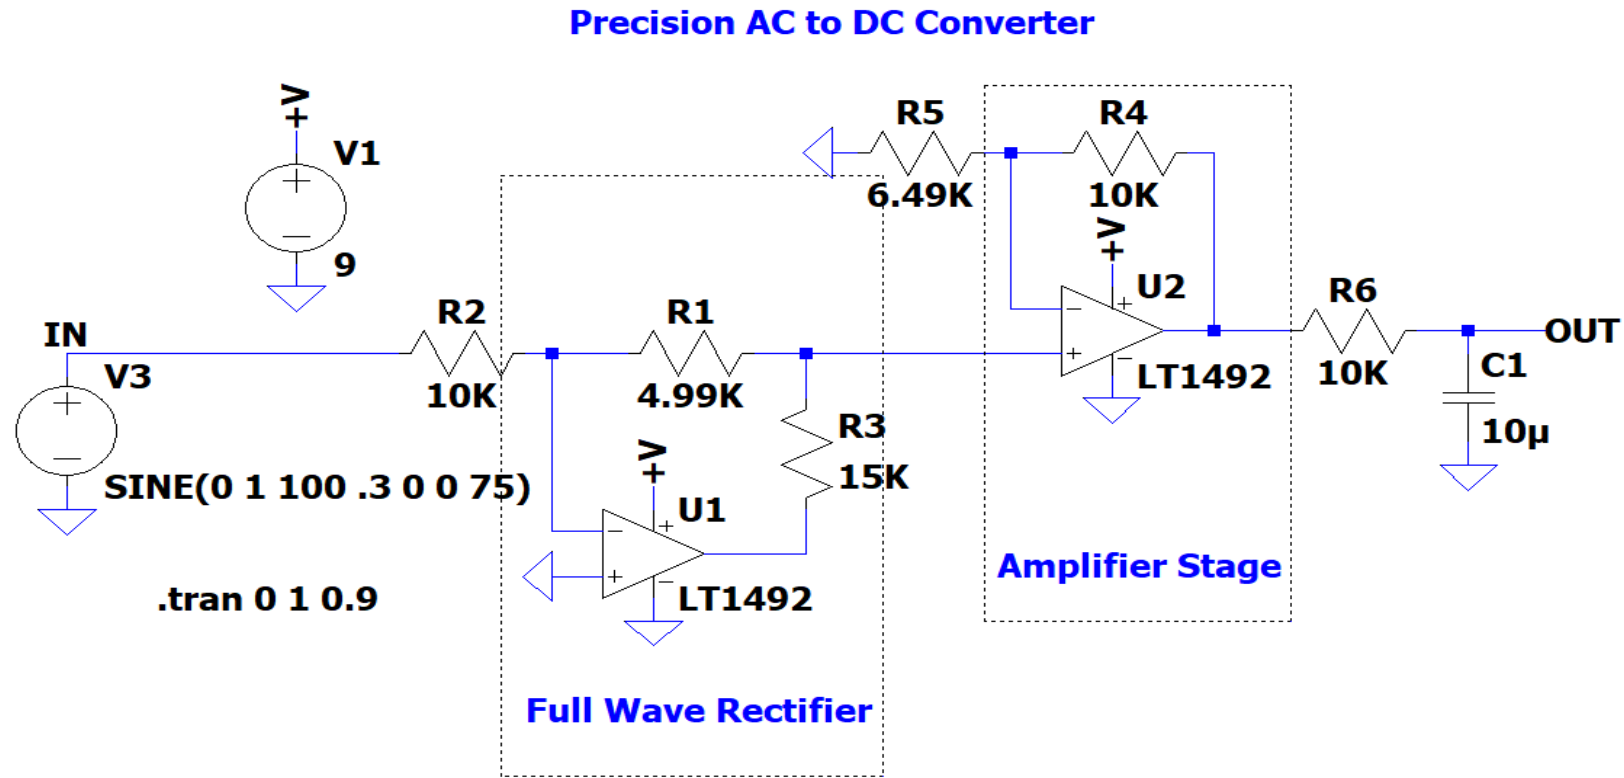 Precision AC to DC Converter
+V
V1
9
R5
6.49K
R4
10K
+V
U2
LT1492
R6
10K
OUT
C1
10µ
IN
V3
SINE(0 1 100 .3 0 0 75)
R2
10K
R1
4.99K
R3
15K
+V
U1
LT1492
.tran 0 1 0.9
Amplifier Stage
Full Wave Rectifier